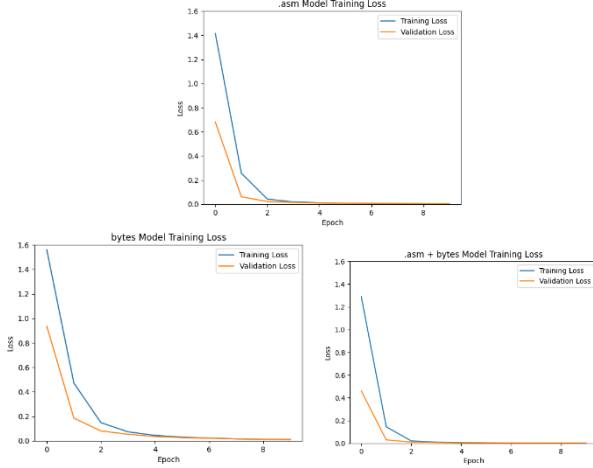 .asm Model Training Loss
1.6
1.4
1.2
1.0
0.8
0.6
0.4
0.2
0.0
Loss
Training Loss
Validation Loss
0 2 4 6 8
Epoch
bytes Model Training Loss
1.6
1.4
1.2
1.0
0.8
0.6
0.4
0.2
0.0
Loss
Training Loss
Validation Loss
0 2 4 6 8
Epoch
.asm + bytes Model Training Loss
1.6
1.4
1.2
1.0
0.8
0.6
0.4
0.2
0.0
Loss
Training Loss
Validation Loss
0 2 4 6 8
Epoch